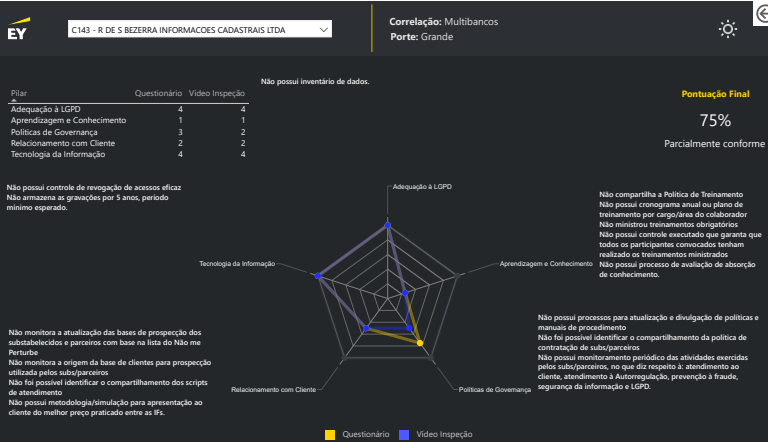 EY
C143 - R DE S BEZERRA INFORMACOES CADASTRAIS LTDA
Correlação: Multibancos
Porte: Grande
Não possui inventário de dados.
Pilar Questionário Vídeo Inspeção
Adequação à LGPD 4 4
Aprendizagem e Conhecimento 1 1
Políticas de Governança 3 2
Relacionamento com Cliente 2 2
Tecnologia da Informação 4 4
Pontuação Final
75%
Parcialmente conforme
Não possui controle de revogação de acessos eficaz
Não armazena as gravações por 5 anos, período
mínimo esperado.
Adequação à LGPD
Não compartilha a Política de Treinamento
Não possui cronograma anual ou plano de
treinamento por cargo/área do colaborador
Não ministrou treinamentos obrigatórios
Não possui controle executado que garanta que
todos os participantes convocados tenham
realizado os treinamentos ministrados
Não possui processo de avaliação de absorção
de conhecimento.
Tecnologia da Informação
Aprendizagem e Conhecimento
Não monitora a atualização das bases de prospecção dos
substabelecidos e parceiros com base na lista do Não me
Perturbe
Não monitora a origem da base de clientes para prospecção
utilizada pelos subs/parceiros
Não foi possível identificar o compartilhamento dos scripts
de atendimento
Não possui metodologia/simulação para apresentação ao
cliente do melhor preço praticado entre as IFs.
Não possui processos para atualização e divulgação de políticas e
manuais de procedimento
Não foi possível identificar o compartilhamento da política de
contratação de subs/parceiros
Não possui monitoramento periódico das atividades exercidas
pelos subs/parceiros, no que diz respeito à: atendimento ao
cliente, atendimento à Autorregulação, prevenção à fraude,
segurança da informação e LGPD.
Relacionamento com Cliente
Políticas de Governança
Questionário Vídeo Inspeção